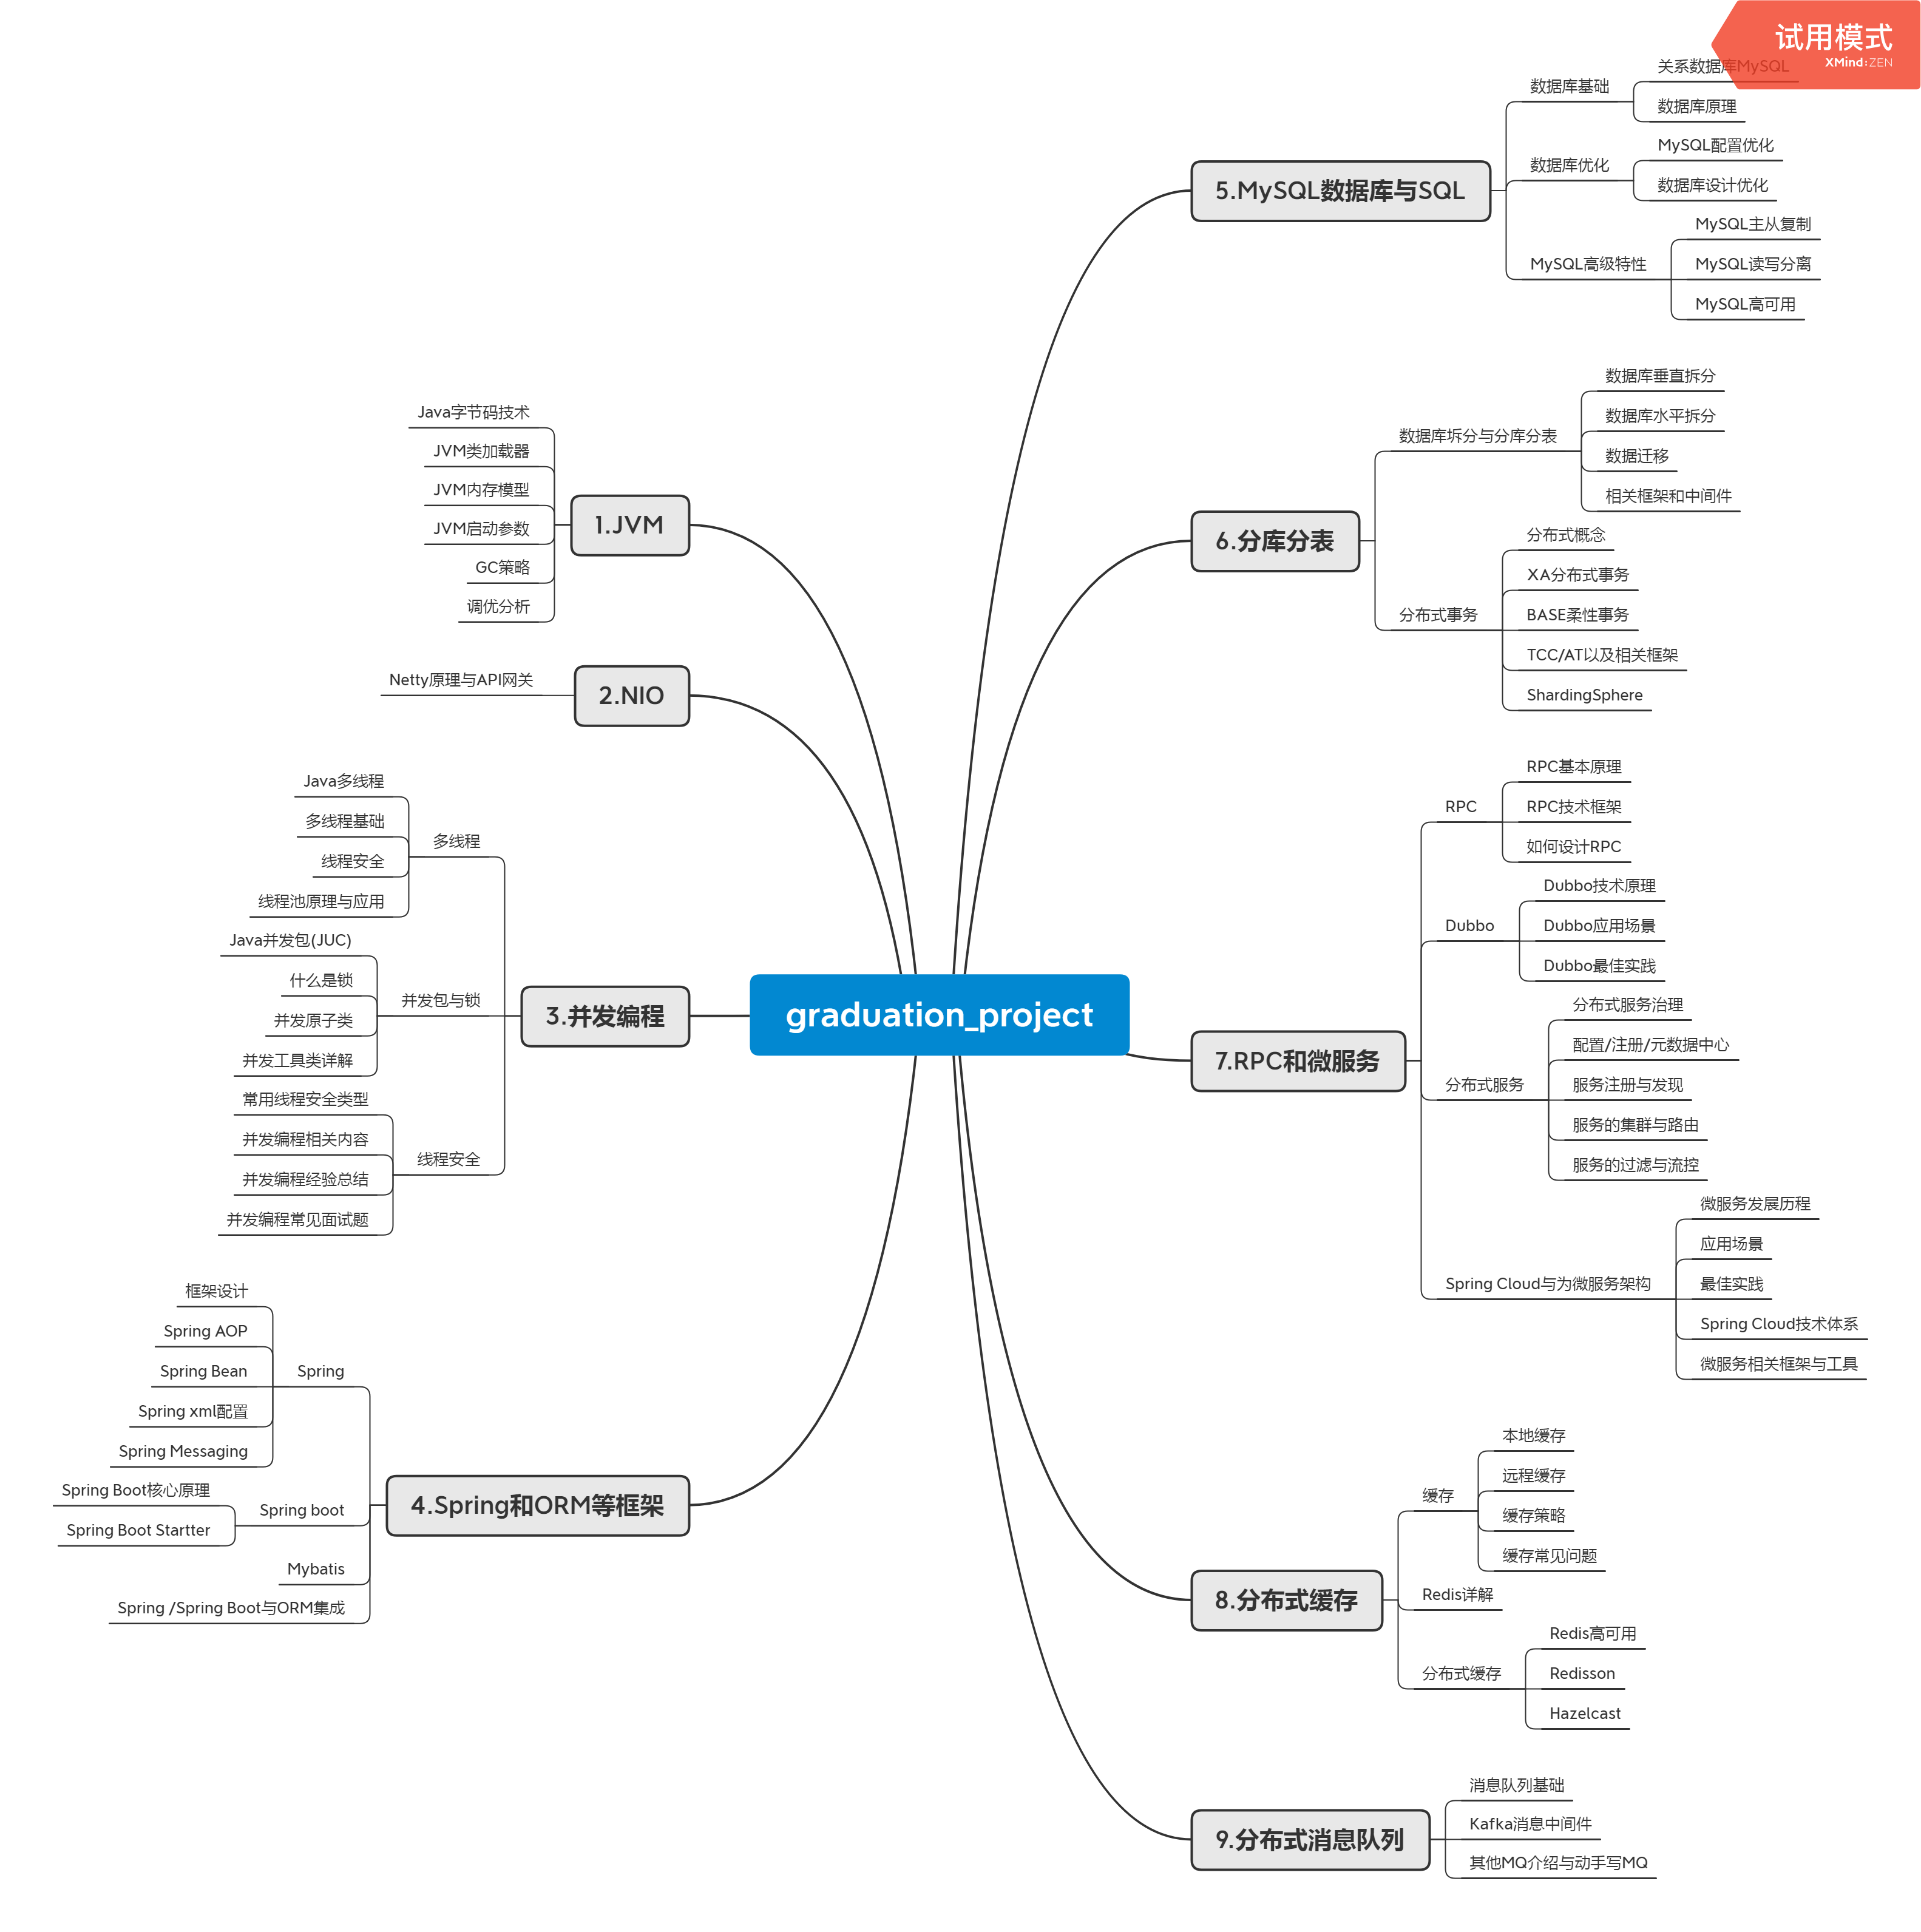 试用模式
XMind:ZEN
graduation_project
1.JVM
Java字节码技术
JVM类加载器
JVM内存模型
JVM启动参数
GC策略
调优分析
2.NIO
Netty原理与API网关
3.并发编程
多线程
Java多线程
多线程基础
线程安全
线程池原理与应用
并发包与锁
Java并发包(JUC)
什么是锁
并发原子类
并发工具类详解
线程安全
常用线程安全类型
并发编程相关内容
并发编程经验总结
并发编程常见面试题
4.Spring和ORM等框架
Spring
框架设计
Spring AOP
Spring Bean
Spring xml配置
Spring Messaging
Spring boot
Spring Boot核心原理
Spring Boot Startter
Mybatis
Spring /Spring Boot与ORM集成
5.MySQL数据库与SQL
数据库基础
关系数据库MySQL
数据库原理
数据库优化
MySQL配置优化
数据库设计优化
MySQL高级特性
MySQL主从复制
MySQL读写分离
MySQL高可用
6.分库分表
数据库坼分与分库分表
数据库垂直拆分
数据库水平拆分
数据迁移
相关框架和中间件
分布式事务
分布式概念
XA分布式事务
BASE柔性事务
TCC/AT以及相关框架
ShardingSphere
7.RPC和微服务
RPC
RPC基本原理
RPC技术框架
如何设计RPC
Dubbo
Dubbo技术原理
Dubbo应用场景
Dubbo最佳实践
分布式服务
分布式服务治理
配置/注册/元数据中心
服务注册与发现
服务的集群与路由
服务的过滤与流控
Spring Cloud与为微服务架构
微服务发展历程
应用场景
最佳实践
Spring Cloud技术体系
微服务相关框架与工具
8.分布式缓存
缓存
本地缓存
远程缓存
缓存策略
缓存常见问题
Redis详解
分布式缓存
Redis高可用
Redisson
Hazelcast
9.分布式消息队列
消息队列基础
Kafka消息中间件
其他MQ介绍与动手写MQ